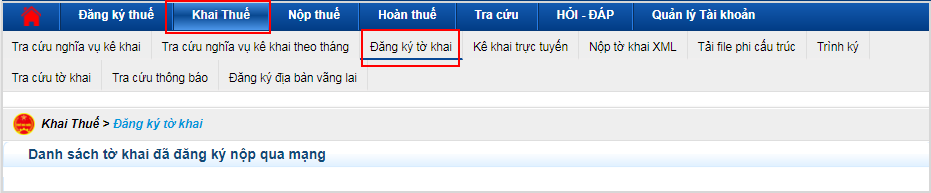 Đăng ký thuế Khai Thuế Nộp thuế Hoàn thuế Tra cứu HỎI - ĐÁP Quản lý Tài khoản
Tra cứu nghĩa vụ kê khai Tra cứu nghĩa vụ kê khai theo tháng Đăng ký tờ khai Kê khai trực tuyến Nộp tờ khai XML Tải file phi cấu trúc Trình ký
Tra cứu tờ khai Tra cứu thông báo Đăng ký địa bàn vãng lai
Khai Thuế > Đăng ký tờ khai
Danh sách tờ khai đã đăng ký nộp qua mạng